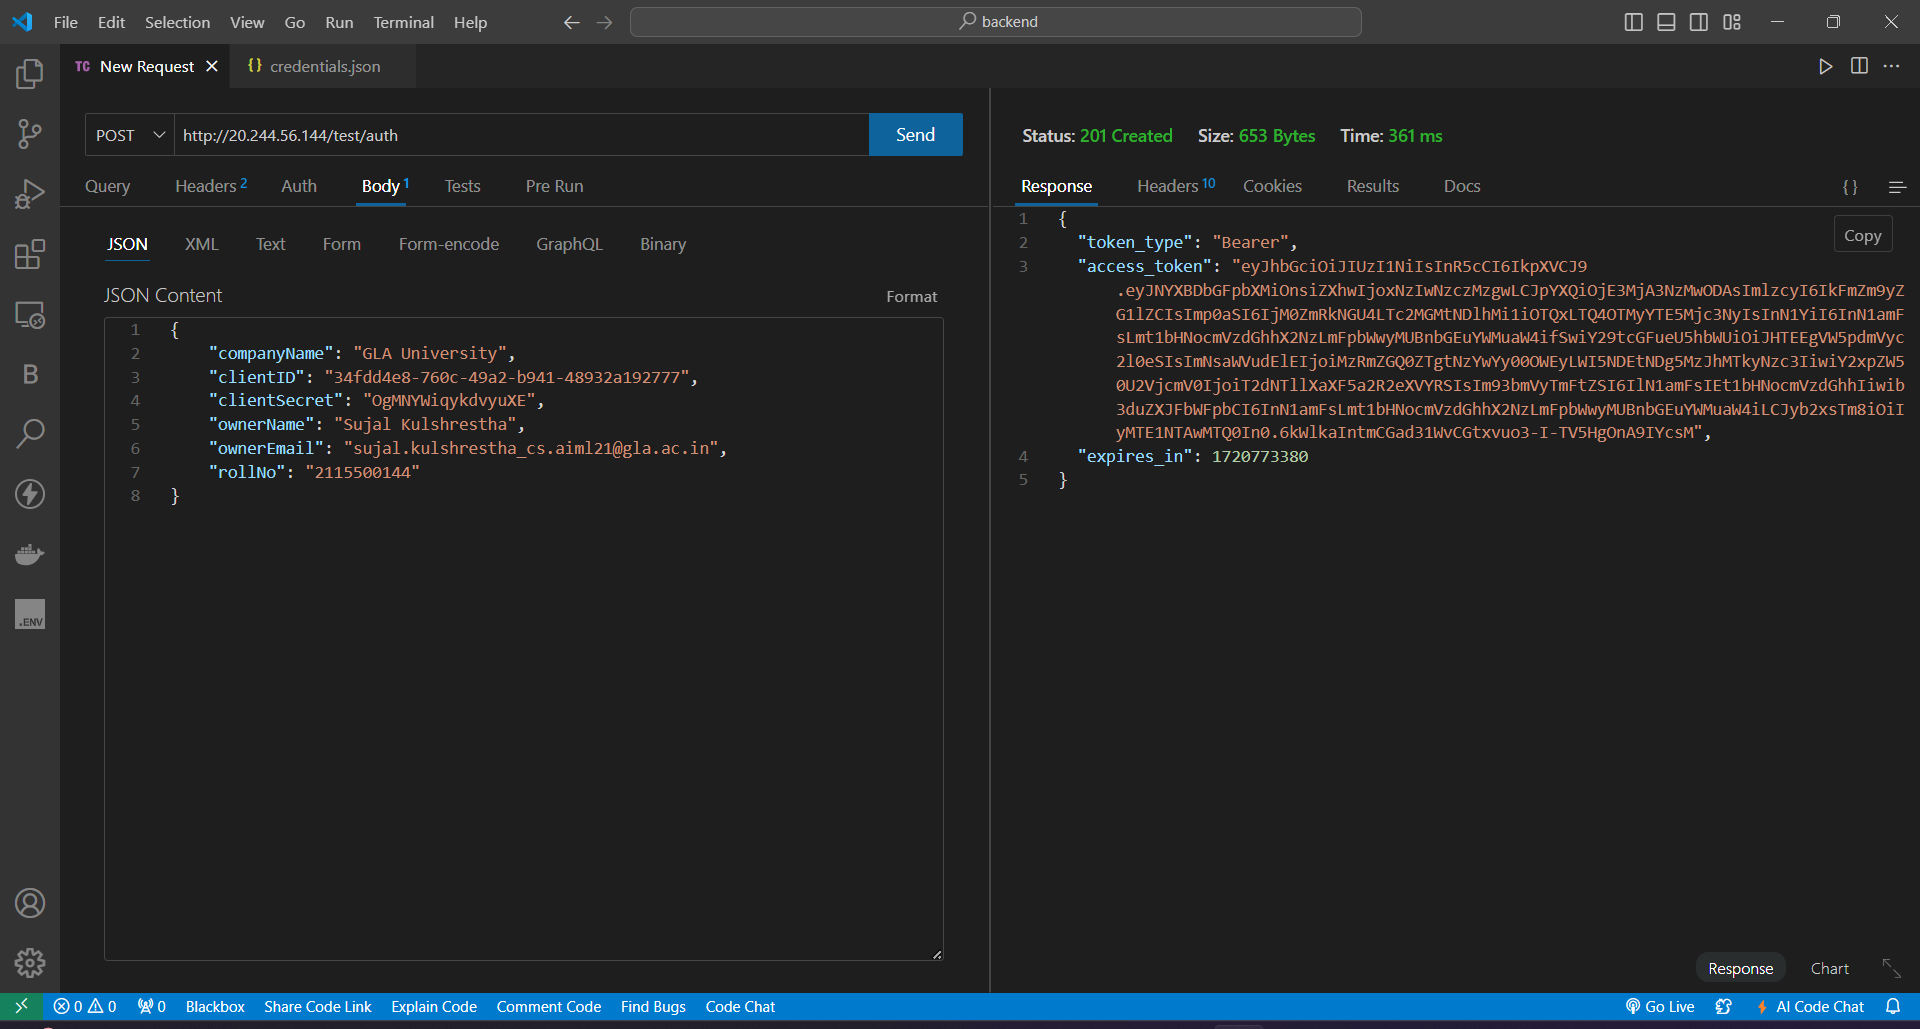 File Edit Selection View Go Run Terminal Help
backend
TC New Request
{} credentials.json
POST http://20.244.56.144/test/auth Send
Query Headers 2 Auth Body 1 Tests Pre Run
JSON XML Text Form Form-encode GraphQL Binary
JSON Content Format
1 {
2 "companyName": "GLA University",
3 "clientID": "34fdd4e8-760c-49a2-b941-48932a192777",
4 "clientSecret": "OgMNYWiqykdvyuXE",
5 "ownerName": "Sujal Kulshrestha",
6 "ownerEmail": "sujal.kulshrestha_cs.aiml21@gla.ac.in",
7 "rollNo": "2115500144"
8 }
Status: 201 Created Size: 653 Bytes Time: 361 ms
Response Headers 10 Cookies Results Docs {}
Copy
1 {
2 "token_type": "Bearer",
3 "access_token": "eyJhbGciOiJIUzI1NiIsInR5cCI6IkpXVCJ9
.eyJNYXBDbGFpbXMiOnsiZXhwIjoxNzIwNzczMzgwLCJpYXQiOjE3MjA3NzMwODAsImlzcyI6IkFmZm9yZ
G1lZCIsImp0aSI6IjM0ZmRkNGU4LTc2MGMtNDlhMi1iOTQxLTQ4OTMyYTE5Mjc3NyIsInN1YiI6InN1amF
sLmt1bHNocmVzdGhhX2NzLmFpbWwyMUBnbGEuYWMuaW4ifSwiY29tcGFueU5hbWUiOiJHTEEgVW5pdmVyc
2l0eSIsImNsaWVudElEIjoiMzRmZGQ0ZTgtNzYwYy00OWEyLWI5NDEtNDg5MzJhMTkyNzc3IiwiY2xpZW5
0U2VjcmV0IjoiT2dNTllXaXF5a2R2eXVYRSIsIm93bmVyTmFtZSI6IlN1amFsIEt1bHNocmVzdGhhIiwib
3duZXJFbWFpbCI6InN1amFsLmt1bHNocmVzdGhhX2NzLmFpbWwyMUBnbGEuYWMuaW4iLCJyb2xsTm8iOiI
yMTE1NTAwMTQ0In0.6kWlkaIntmCGad31WvCGtxvuo3-I-TV5HgOnA9IYcsM",
4 "expires_in": 1720773380
5 }
B
.ENV
Response Chart
0 0 0 Blackbox Share Code Link Explain Code Comment Code Find Bugs Code Chat
Go Live AI Code Chat